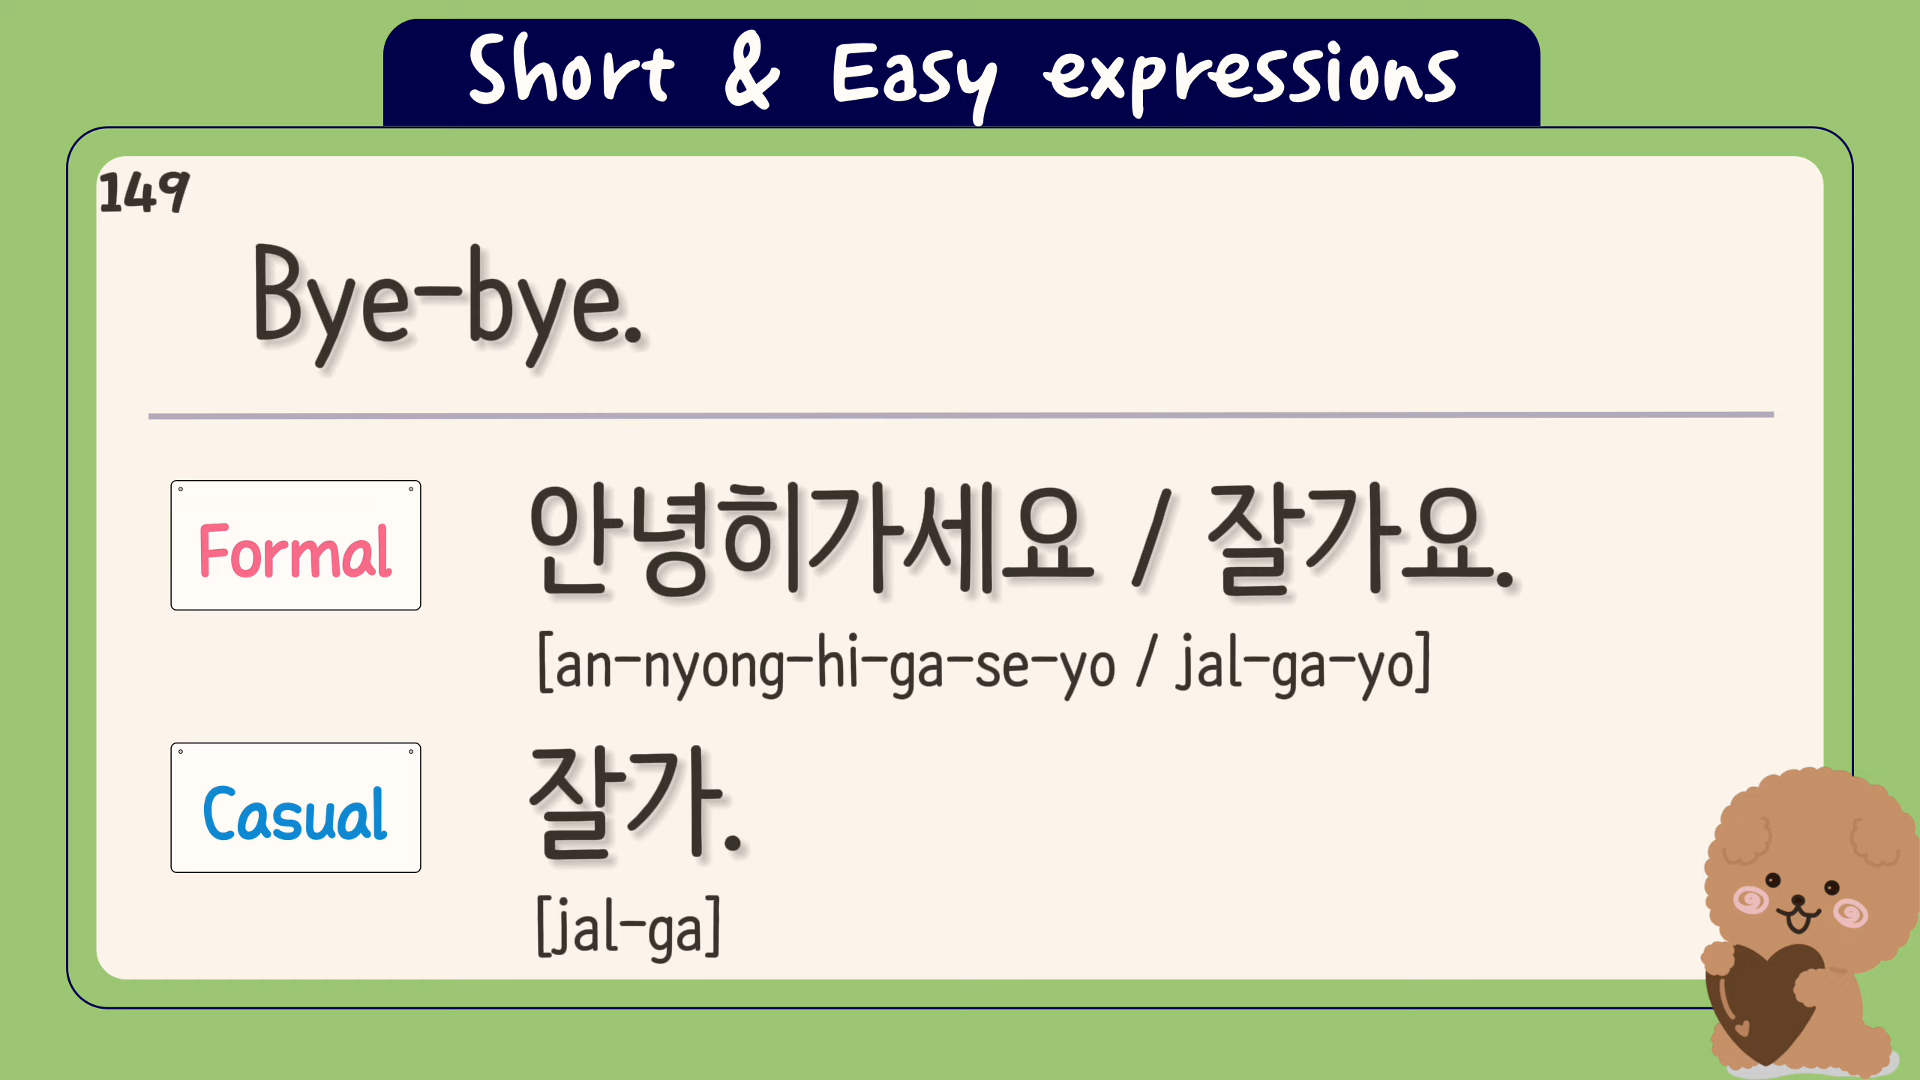 Short & Easy expressions
149
Bye-bye.
Formal
안녕히가세요 / 잘가요.
[an-nyong-hi-ga-se-yo / jal-ga-yo]
Casual
잘가.
[jal-ga]